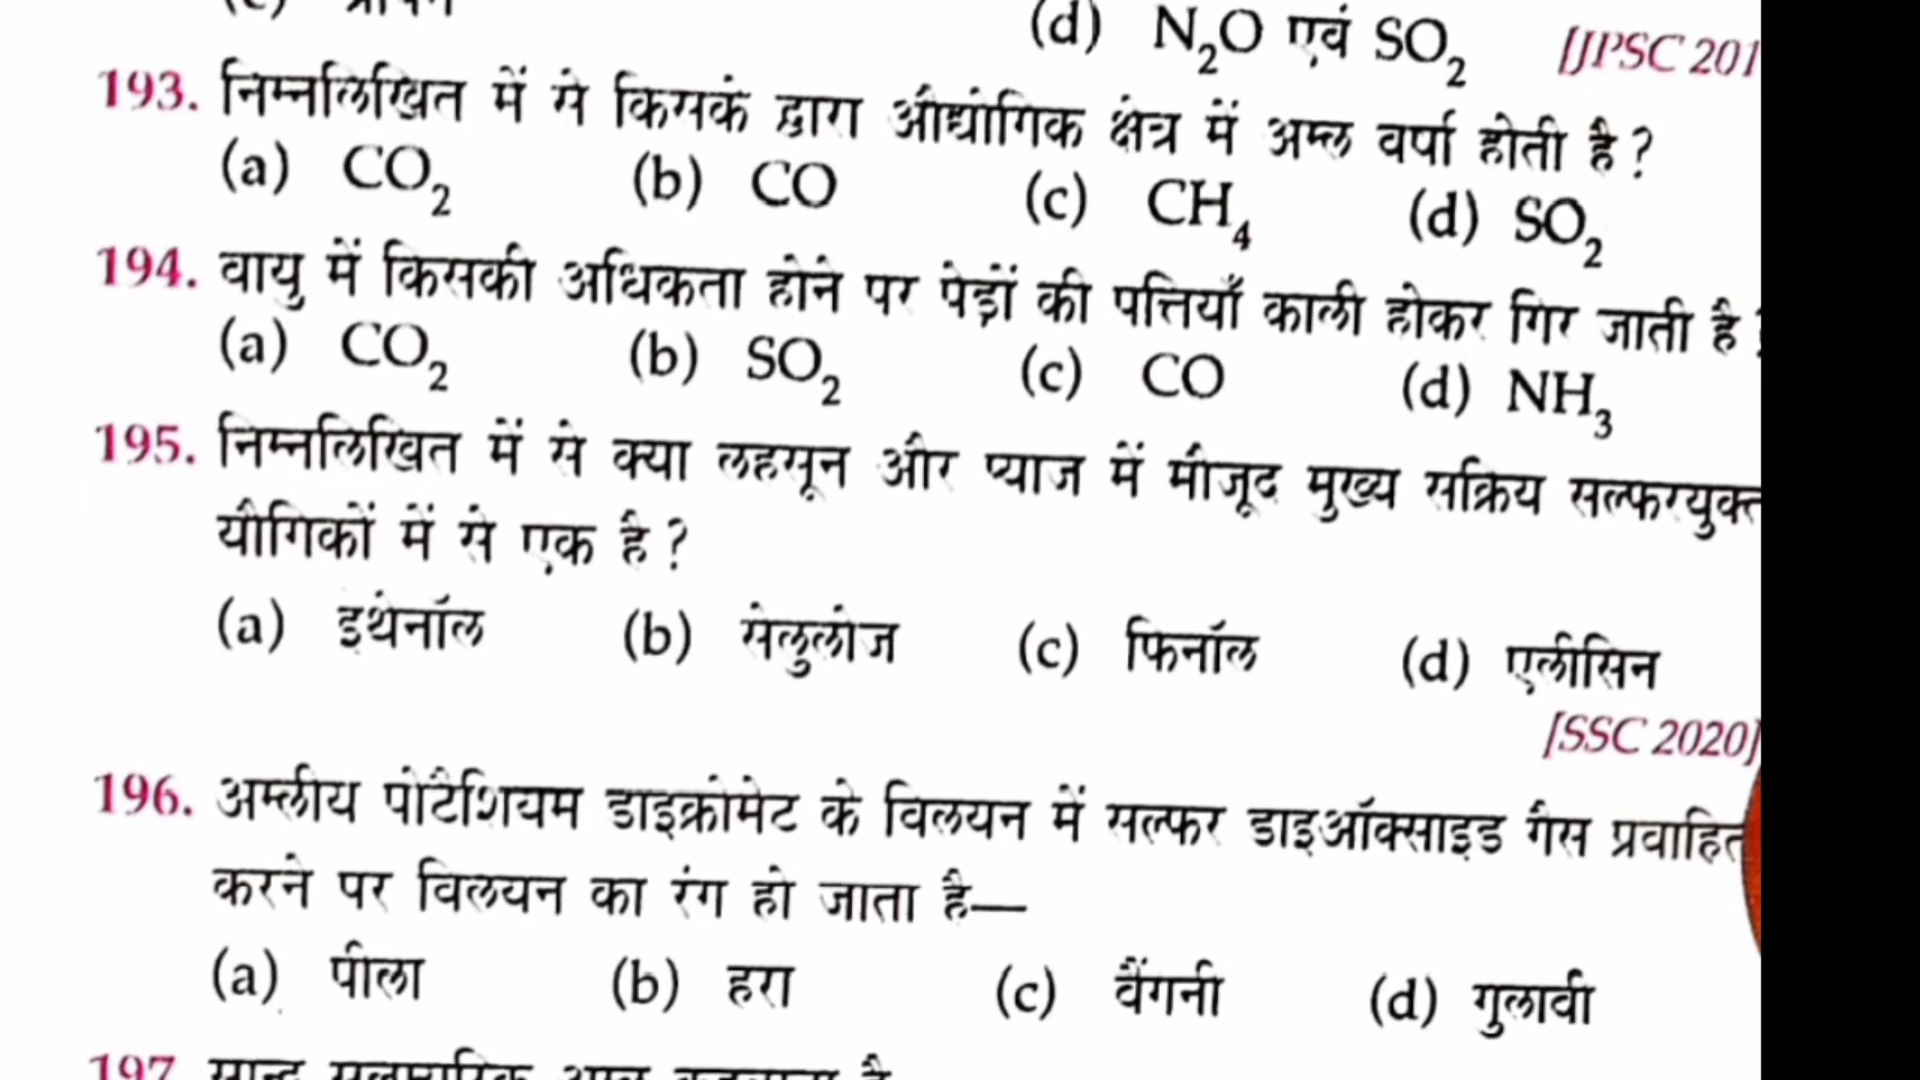 (d) N₂O एवं SO₂ [JPSC 201
193. निम्नलिखित में से किसके द्वारा औद्योगिक क्षेत्र में अम्ल वर्षा होती है?
(a) CO₂ (b) CO (c) CH₄ (d) SO₂
194. वायु में किसकी अधिकता होने पर पेड़ों की पत्तियाँ काली होकर गिर जाती है
(a) CO₂ (b) SO₂ (c) CO (d) NH₃
195. निम्नलिखित में से क्या लहसून और प्याज में मौजूद मुख्य सक्रिय सल्फरयुक्त
यौगिकों में से एक है?
(a) इथेनॉल (b) सेलुलोज (c) फिनॉल (d) एलीसिन
[SSC 2020]
196. अम्लीय पोटैशियम डाइक्रोमेट के विलयन में सल्फर डाइऑक्साइड गैस प्रवाहित
करने पर विलयन का रंग हो जाता है—
(a) पीला (b) हरा (c) बैंगनी (d) गुलाबी
197